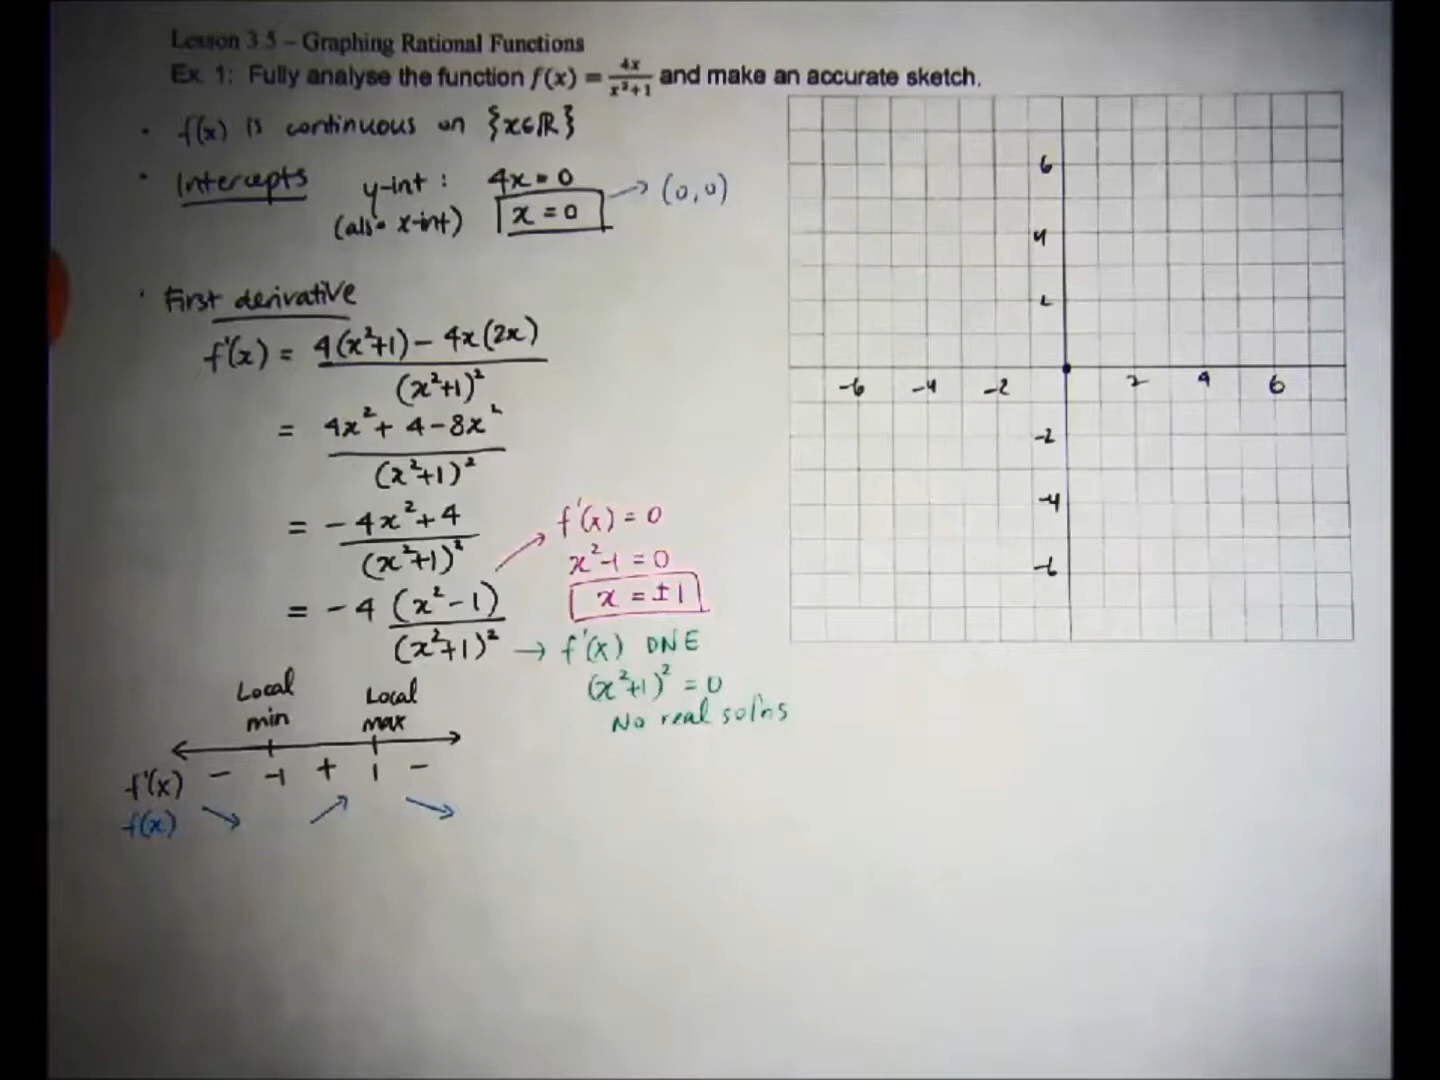 Lesson 3.5 – Graphing Rational Functions
Ex. 1: Fully analyse the function f(x) = 4x/(x²+1) and make an accurate sketch.
· f(x) is continuous on {x∈ℝ}
· Intercepts y-int : 4x = 0 → (0,0)
(also x-int) x = 0
· First derivative
f'(x) = 4(x²+1) – 4x(2x) / (x²+1)²
= 4x² + 4 – 8x² / (x²+1)²
= –4x²+4 / (x²+1)²
= –4 (x²–1) / (x²+1)²
f'(x) = 0
x²–1 = 0
x = ±1
→ f'(x) DNE
(x²+1)² = 0
No real sol'ns
Local min Local max
f'(x) – -1 + 1 –
f(x) ↘ ↗ ↘
6
4
2
-6 -4 -2 2 4 6
-2
-4
-6